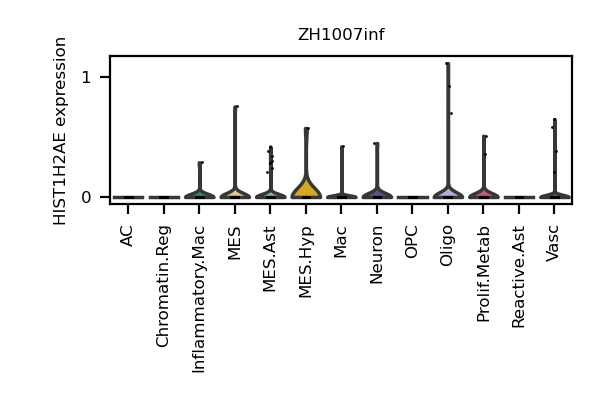 ZH1007inf
HIST1H2AE expression
1
0
AC
Chromatin.Reg
Inflammatory.Mac
MES
MES.Ast
MES.Hyp
Mac
Neuron
OPC
Oligo
Prolif.Metab
Reactive.Ast
Vasc